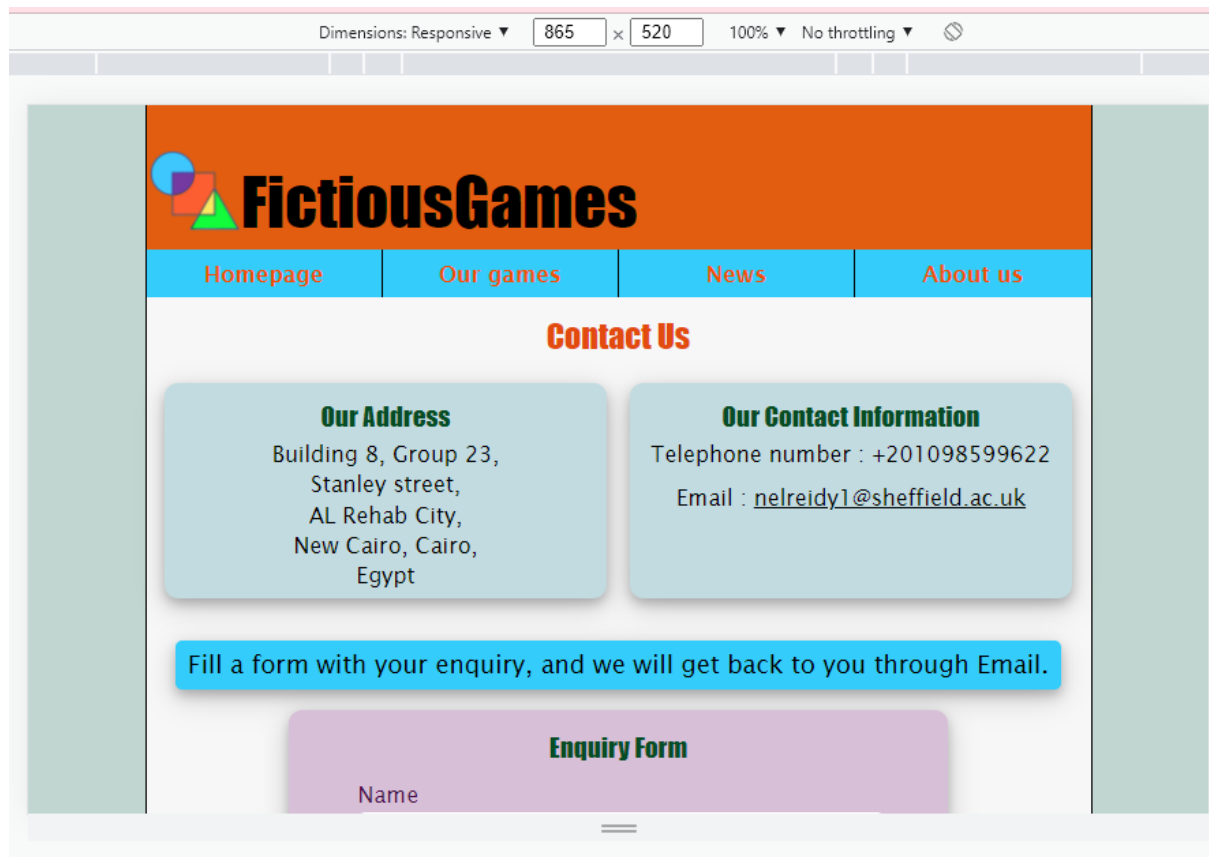 Dimensions: Responsive ▼ 865 × 520 100% ▼ No throttling ▼
FictiousGames
Homepage Our games News About us
Contact Us
Our Address
Building 8, Group 23,
Stanley street,
AL Rehab City,
New Cairo, Cairo,
Egypt
Our Contact Information
Telephone number : +201098599622
Email : nelreidy1@sheffield.ac.uk
Fill a form with your enquiry, and we will get back to you through Email.
Enquiry Form
Name